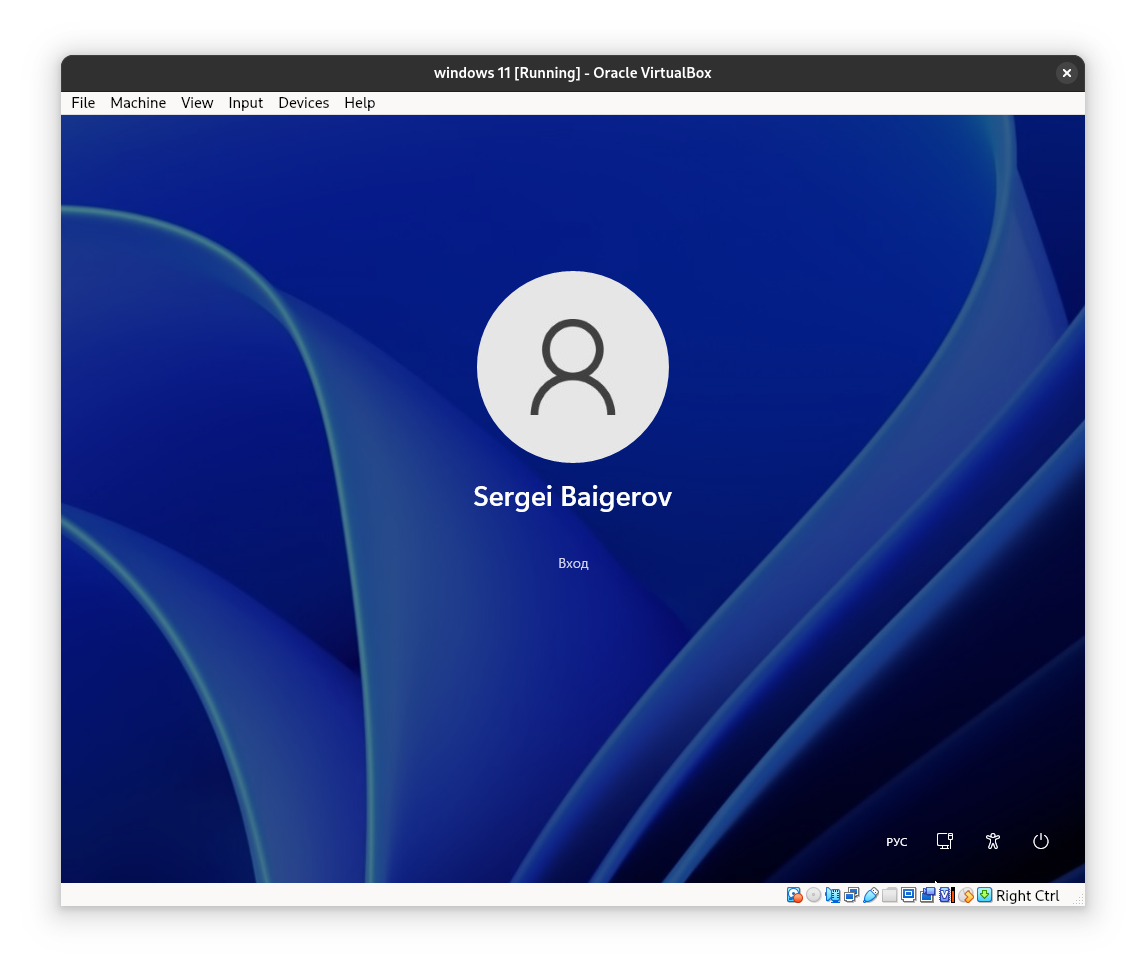 windows 11 [Running] - Oracle VirtualBox
File Machine View Input Devices Help
Sergei Baigerov
Вход
РУС
Right Ctrl